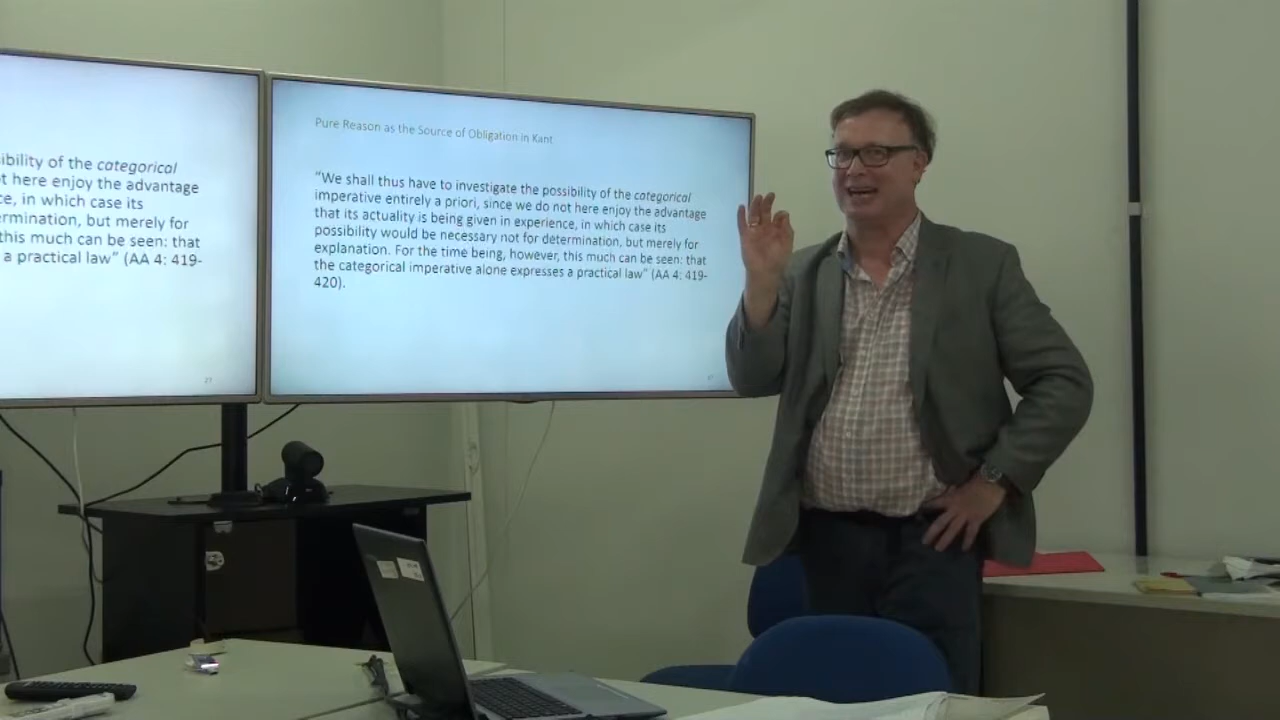 sibility of the categorical
t here enjoy the advantage
ce, in which case its
ermination, but merely for
this much can be seen: that
a practical law” (AA 4: 419-
27
Pure Reason as the Source of Obligation in Kant
“We shall thus have to investigate the possibility of the categorical
imperative entirely a priori, since we do not here enjoy the advantage
that its actuality is being given in experience, in which case its
possibility would be necessary not for determination, but merely for
explanation. For the time being, however, this much can be seen: that
the categorical imperative alone expresses a practical law” (AA 4: 419-
420).